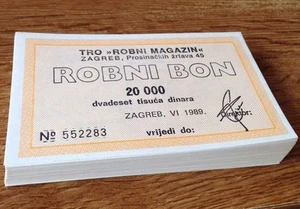 TRO »ROBNI MAGAZIN«
ZAGREB, Prosinačkih žrtava 45
ROBNI BON
20 000
dvadeset tisuća dinara
ZAGREB, VI 1989.
Direktor:
No 552283
vrijedi do: